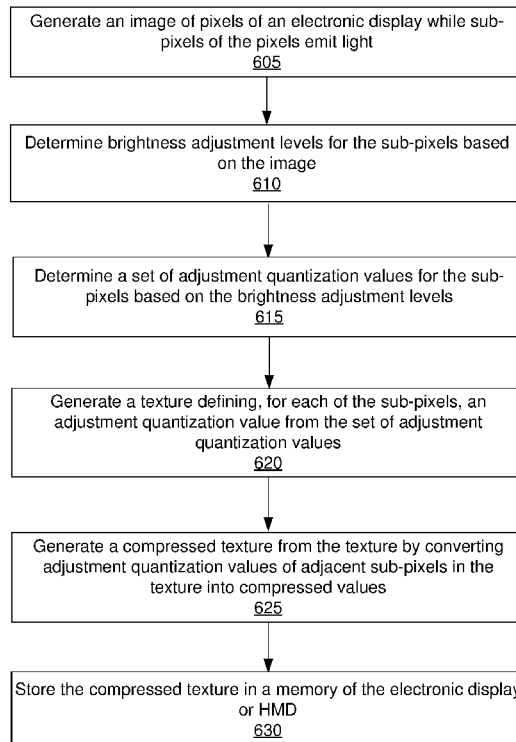 Generate an image of pixels of an electronic display while sub-
pixels of the pixels emit light
605
Determine brightness adjustment levels for the sub-pixels based
on the image
610
Determine a set of adjustment quantization values for the sub-
pixels based on the brightness adjustment levels
615
Generate a texture defining, for each of the sub-pixels, an
adjustment quantization value from the set of adjustment
quantization values
620
Generate a compressed texture from the texture by converting
adjustment quantization values of adjacent sub-pixels in the
texture into compressed values
625
Store the compressed texture in a memory of the electronic display
or HMD
630